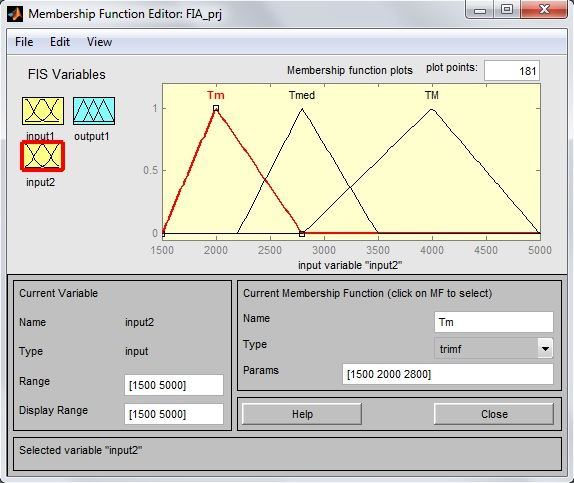 Membership Function Editor: FIA_prj
File Edit View
FIS Variables
Membership function plots plot points: 181
input1 output1
input2
Tm Tmed TM
1
0.5
0
1500 2000 2500 3000 3500 4000 4500 5000
input variable "input2"
Current Variable
Name input2
Type input
Range [1500 5000]
Display Range [1500 5000]
Current Membership Function (click on MF to select)
Name Tm
Type trimf
Params [1500 2000 2800]
Help Close
Selected variable "input2"